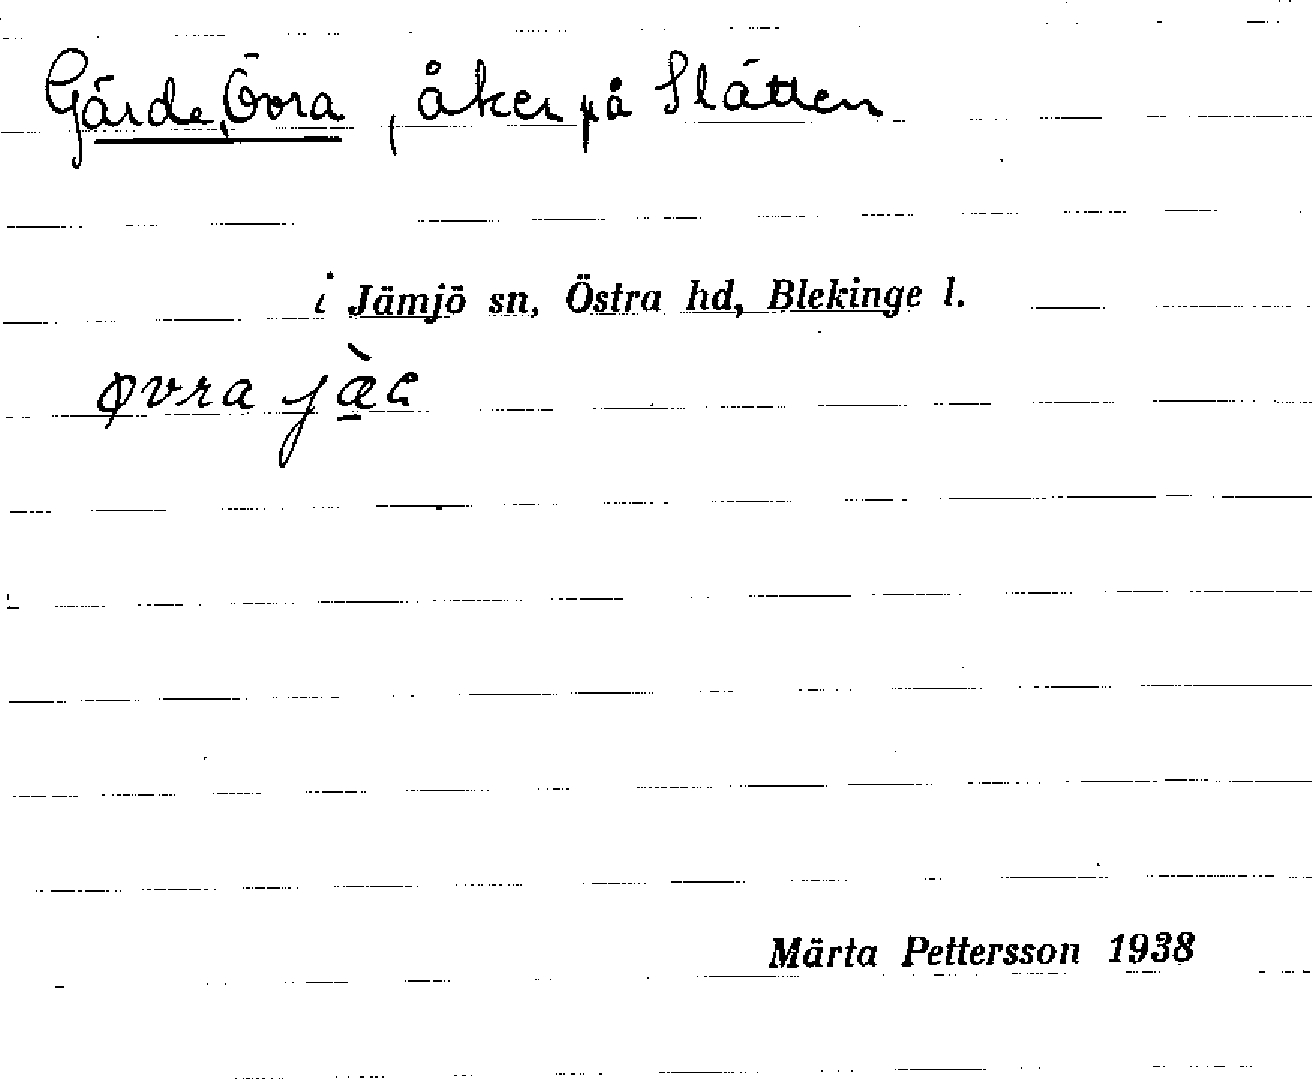 Gärde, Övra, åker på Slätten
i Jämjö sn, Östra hd, Blekinge l.
øvra jæ̀ᶒ
Märta Pettersson 1938